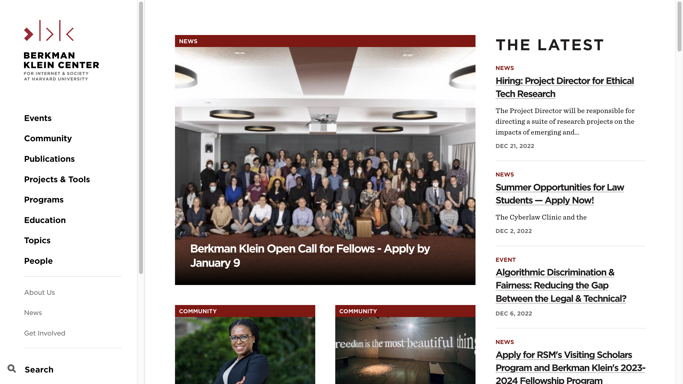 BERKMAN
KLEIN CENTER
FOR INTERNET & SOCIETY
AT HARVARD UNIVERSITY
Events
Community
Publications
Projects & Tools
Programs
Education
Topics
People
About Us
News
Get Involved
Search
NEWS
Berkman Klein Open Call for Fellows - Apply by
January 9
COMMUNITY
COMMUNITY
reedom is the most beautiful thing
THE LATEST
NEWS
Hiring: Project Director for Ethical
Tech Research
The Project Director will be responsible for
directing a suite of research projects on the
impacts of emerging and...
DEC 21, 2022
NEWS
Summer Opportunities for Law
Students — Apply Now!
The Cyberlaw Clinic and the
DEC 2, 2022
EVENT
Algorithmic Discrimination &
Fairness: Reducing the Gap
Between the Legal & Technical?
DEC 6, 2022
NEWS
Apply for RSM's Visiting Scholars
Program and Berkman Klein's 2023-
2024 Fellowship Program